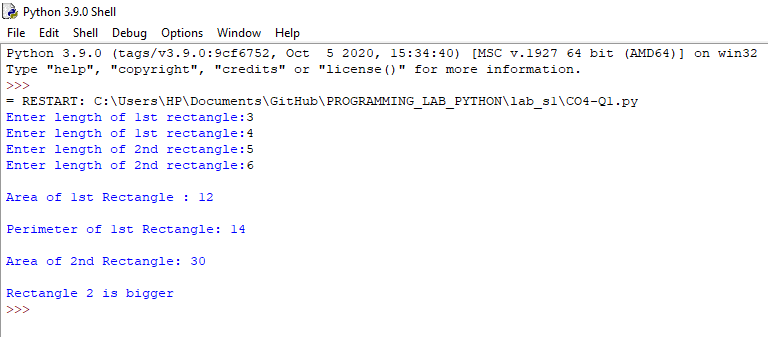 Python 3.9.0 Shell
File Edit Shell Debug Options Window Help
Python 3.9.0 (tags/v3.9.0:9cf6752, Oct  5 2020, 15:34:40) [MSC v.1927 64 bit (AMD64)] on win32
Type "help", "copyright", "credits" or "license()" for more information.
>>>
= RESTART: C:\Users\HP\Documents\GitHub\PROGRAMMING_LAB_PYTHON\lab_s1\CO4-Q1.py
Enter length of 1st rectangle:3
Enter length of 1st rectangle:4
Enter length of 2nd rectangle:5
Enter length of 2nd rectangle:6
Area of 1st Rectangle : 12
Perimeter of 1st Rectangle: 14
Area of 2nd Rectangle: 30
Rectangle 2 is bigger
>>>